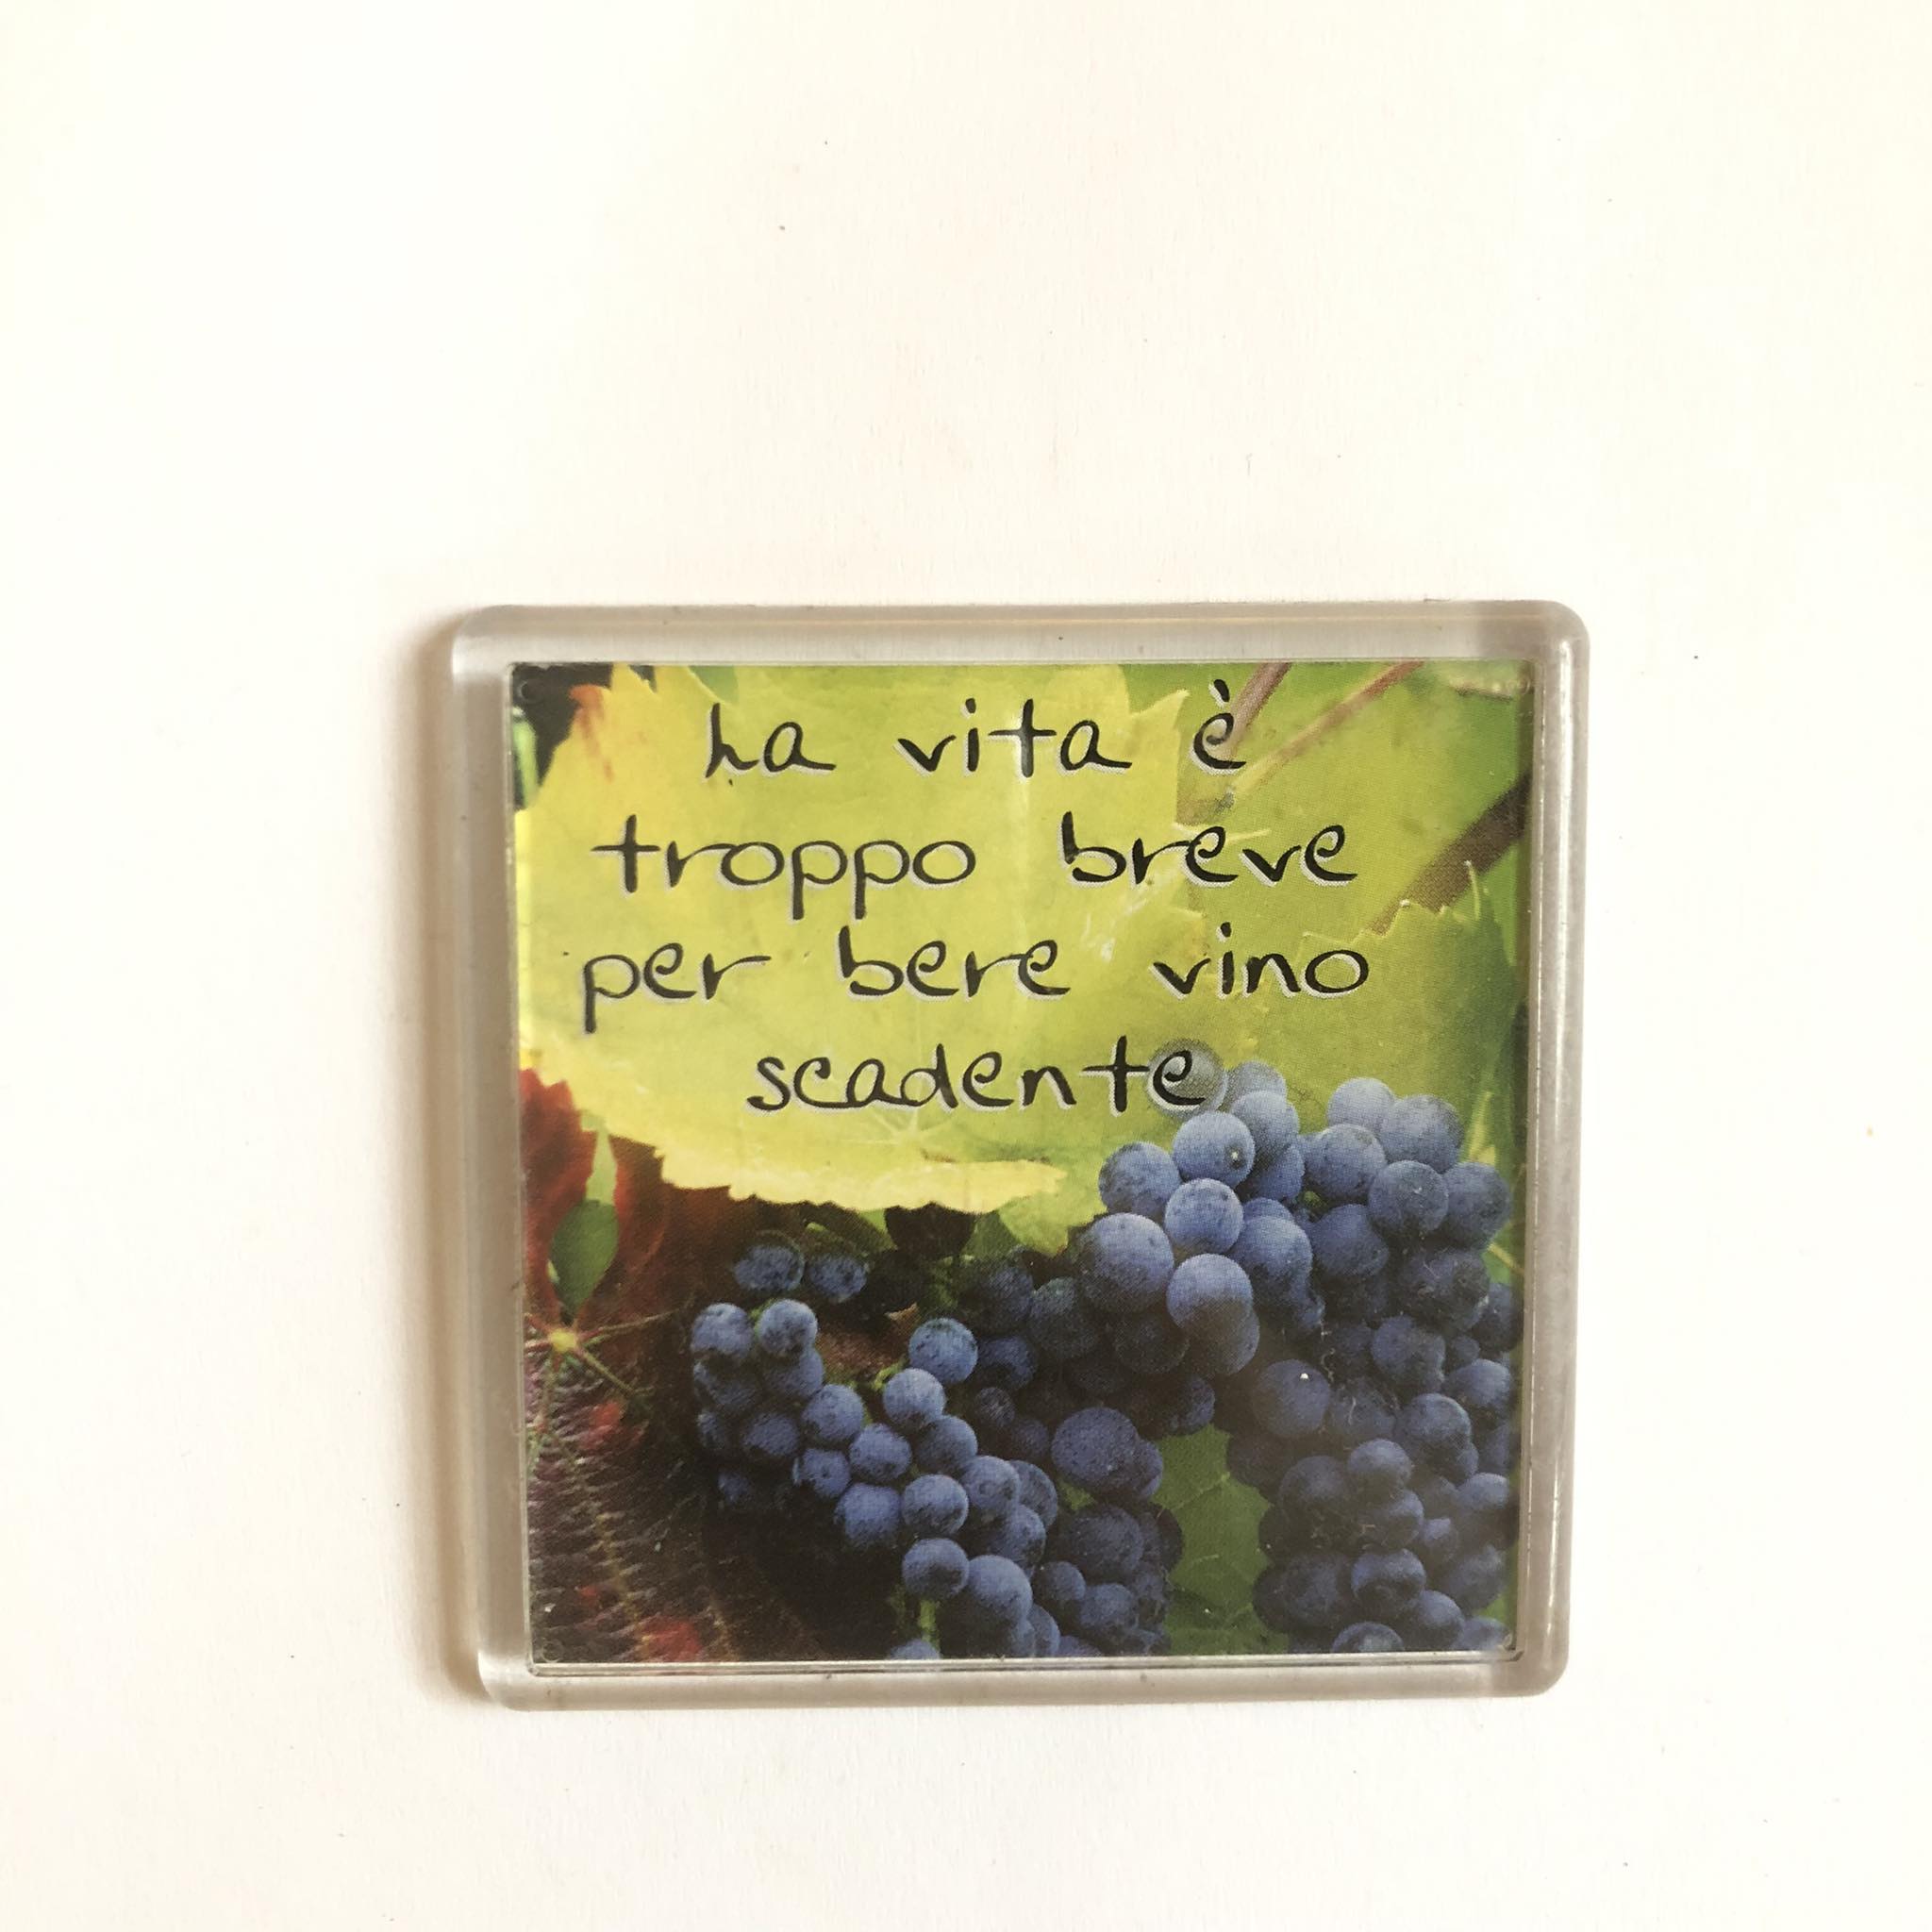 La vita è
troppo breve
per bere vino
scadente